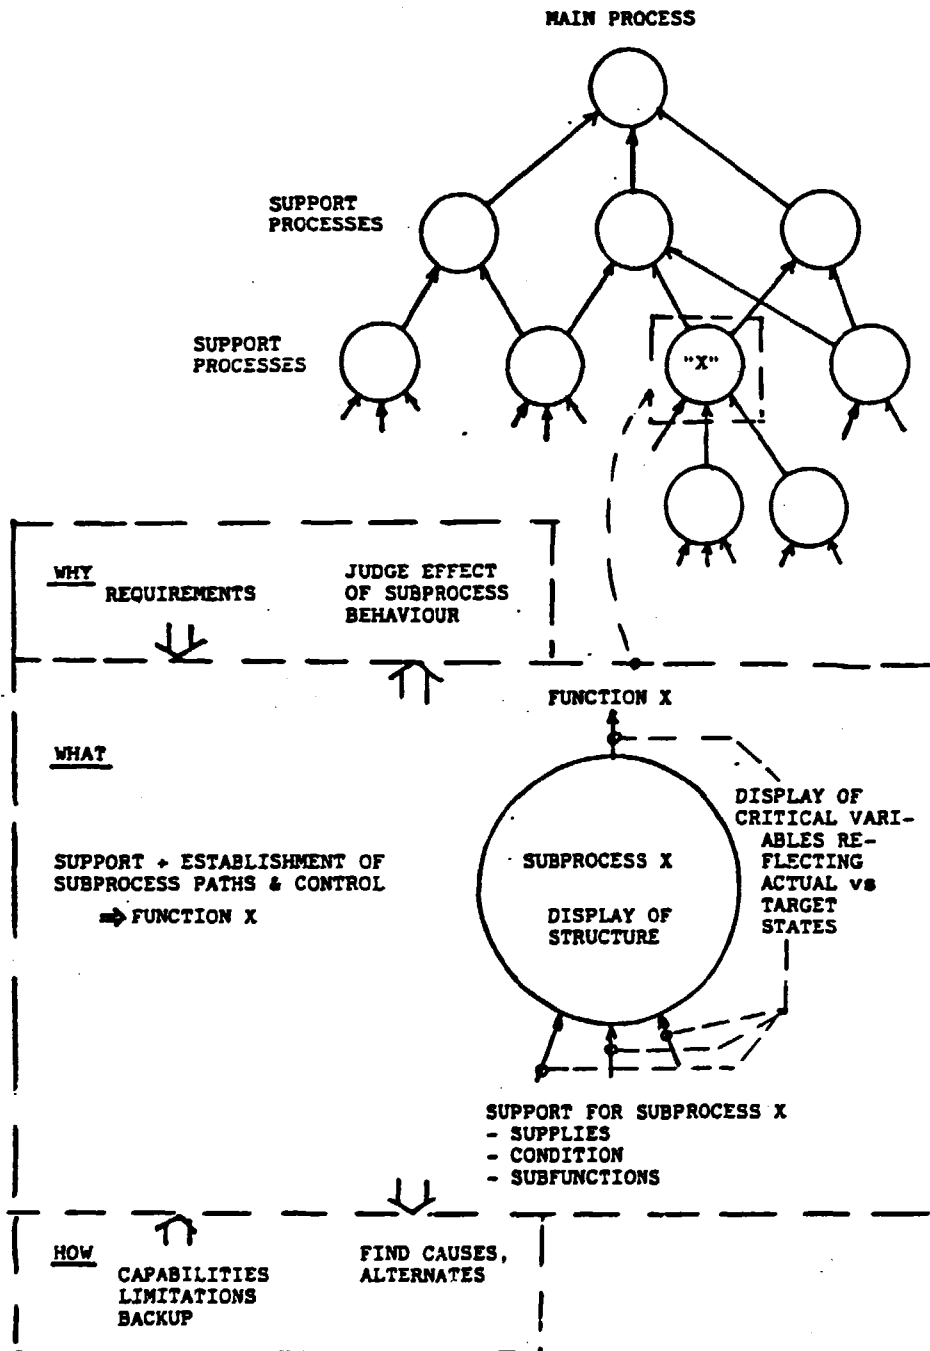 MAIN PROCESS
SUPPORT
PROCESSES
SUPPORT
PROCESSES
"X"
WHY
REQUIREMENTS
JUDGE EFFECT
OF SUBPROCESS
BEHAVIOUR
FUNCTION X
WHAT
DISPLAY OF
CRITICAL VARI-
ABLES RE-
FLECTING
ACTUAL vs
TARGET
STATES
SUPPORT + ESTABLISHMENT OF
SUBPROCESS PATHS & CONTROL
⇒ FUNCTION X
SUBPROCESS X
DISPLAY OF
STRUCTURE
SUPPORT FOR SUBPROCESS X
- SUPPLIES
- CONDITION
- SUBFUNCTIONS
HOW
CAPABILITIES
LIMITATIONS
BACKUP
FIND CAUSES,
ALTERNATES